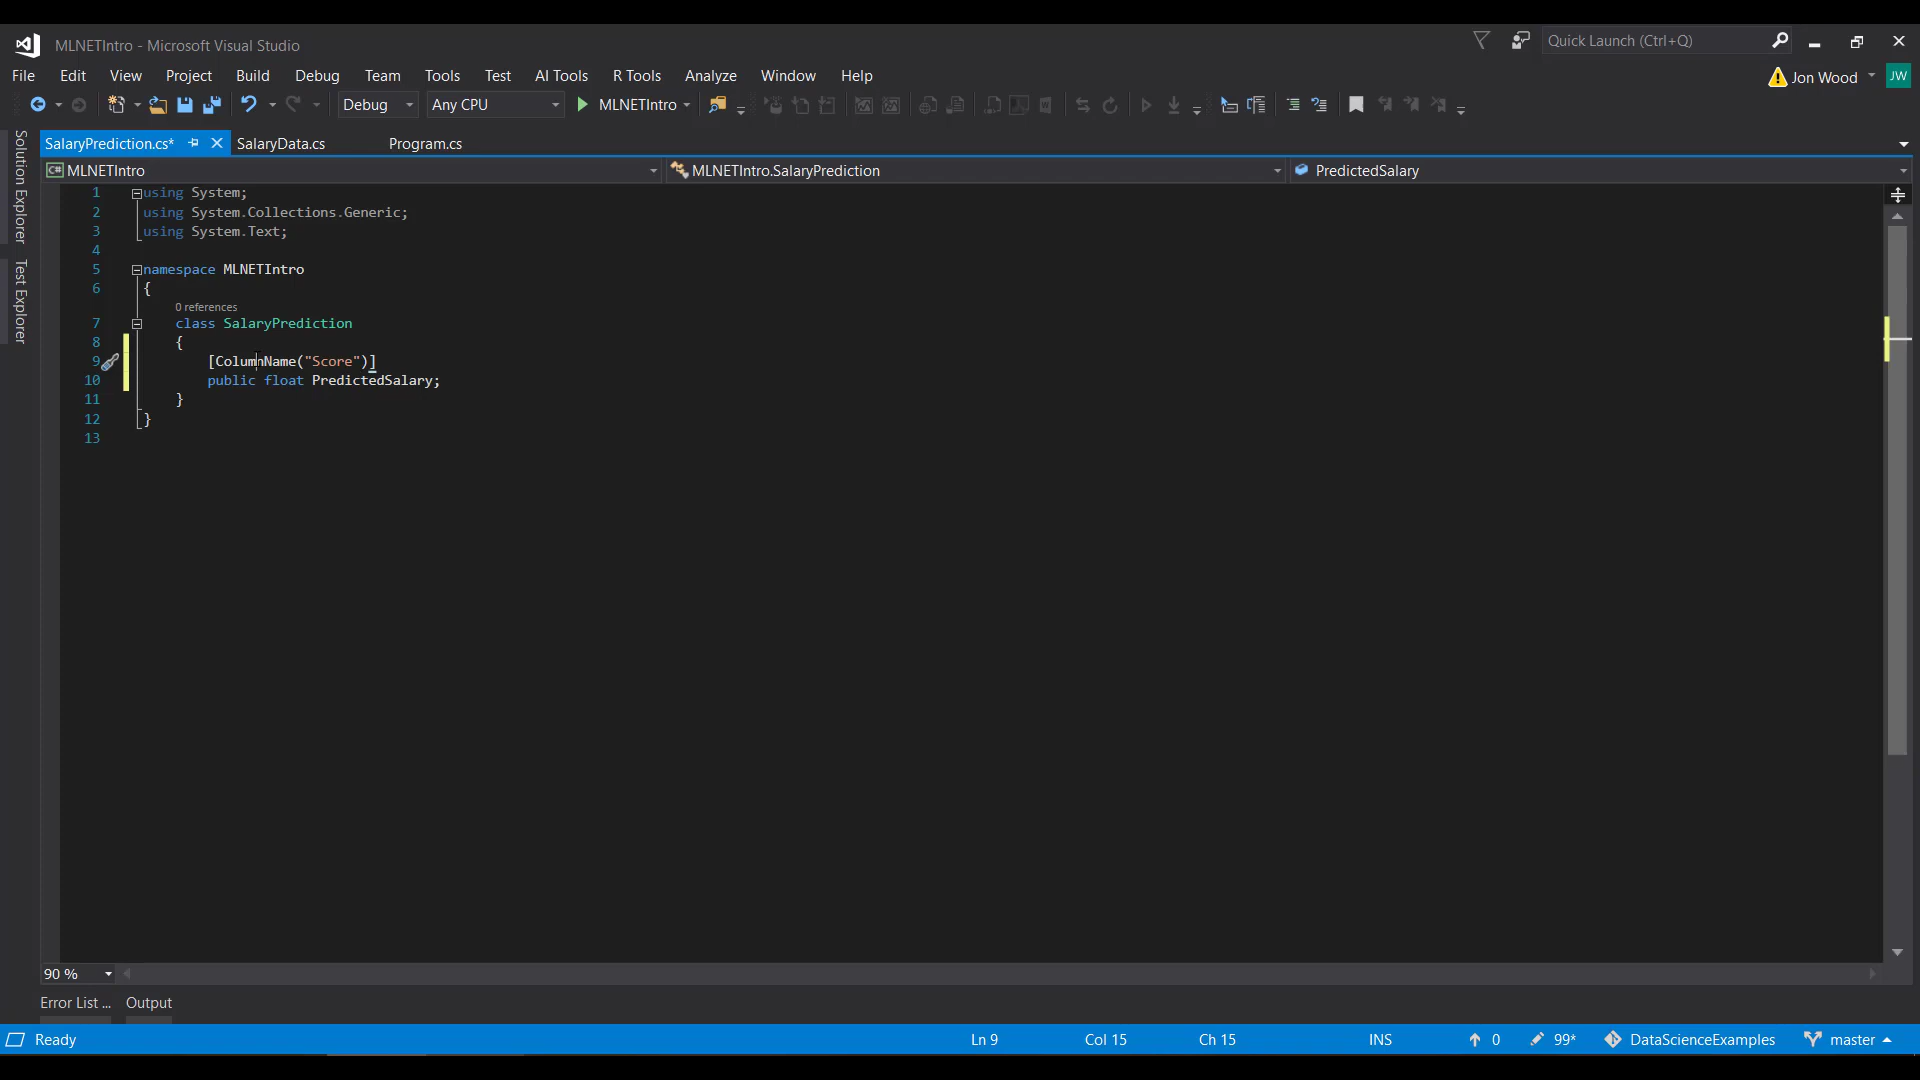 MLNETIntro - Microsoft Visual Studio
Quick Launch (Ctrl+Q)
File Edit View Project Build Debug Team Tools Test AI Tools R Tools Analyze Window Help
Jon Wood JW
Debug Any CPU MLNETIntro
SalaryPrediction.cs* SalaryData.cs Program.cs
C# MLNETIntro MLNETIntro.SalaryPrediction PredictedSalary
Solution Explorer
Test Explorer
1 using System;
2 using System.Collections.Generic;
3 using System.Text;
4
5 namespace MLNETIntro
6 {
0 references
7 class SalaryPrediction
8 {
9 [ColumnName("Score")]
10 public float PredictedSalary;
11 }
12 }
13
90 %
Error List ... Output
Ready Ln 9 Col 15 Ch 15 INS 0 99* DataScienceExamples master